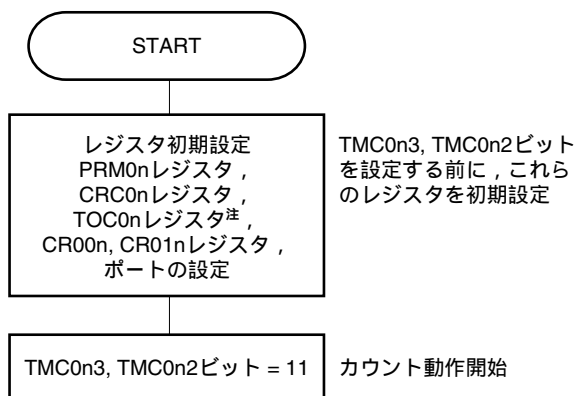 START
レジスタ初期設定
PRM0nレジスタ，
CRC0nレジスタ，
TOC0nレジスタ注，
CR00n, CR01nレジスタ，
ポートの設定
TMC0n3, TMC0n2ビット
を設定する前に，これら
のレジスタを初期設定
TMC0n3, TMC0n2ビット = 11
カウント動作開始